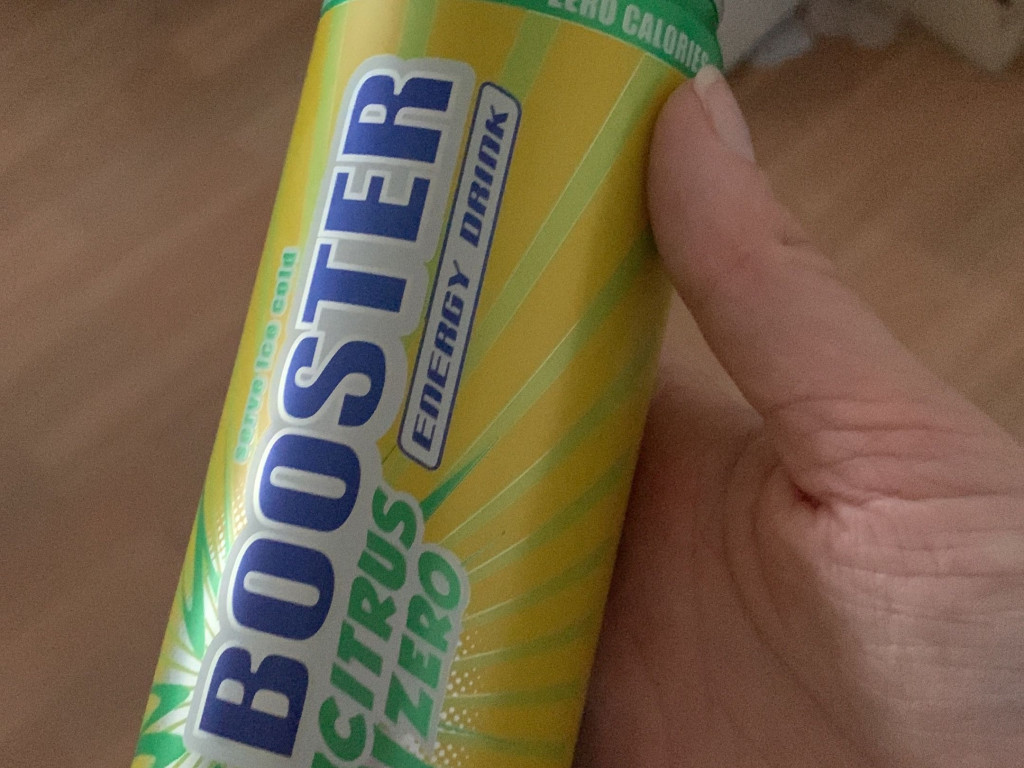 ZERO CALORIES
BOOSTER
ENERGY DRINK
serve ice cold
CITRUS
ZERO